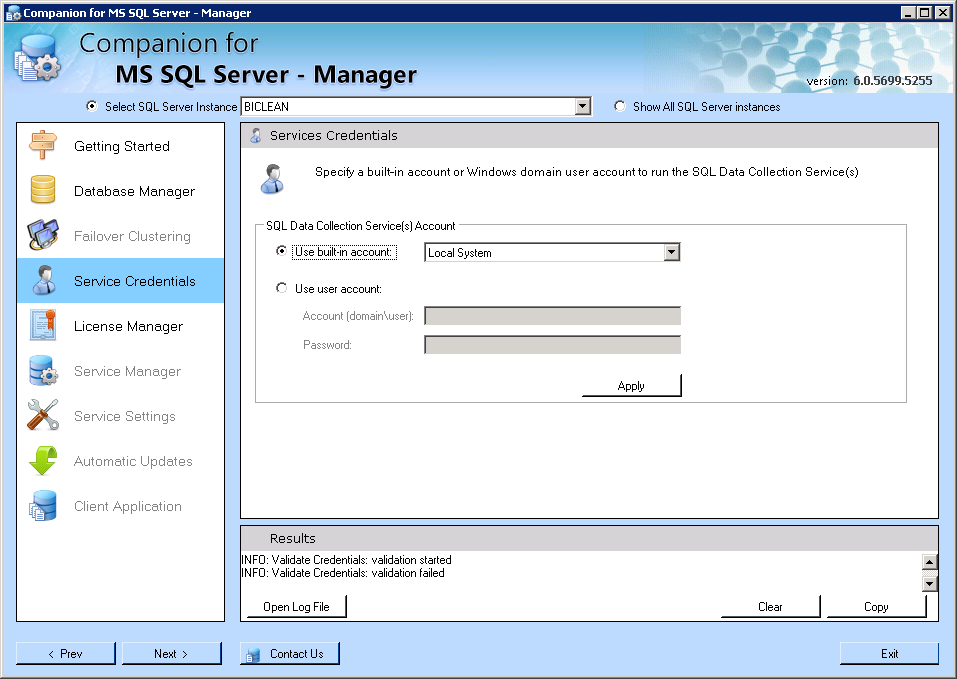 Companion for MS SQL Server - Manager
Companion for
MS SQL Server - Manager
version: 6.0.5699.5255
Select SQL Server Instance BICLEAN Show All SQL Server instances
Getting Started
Database Manager
Failover Clustering
Service Credentials
License Manager
Service Manager
Service Settings
Automatic Updates
Client Application
Services Credentials
Specify a built-in account or Windows domain user account to run the SQL Data Collection Service(s)
SQL Data Collection Service(s) Account
Use built-in account: Local System
Use user account:
Account (domain\user):
Password:
Apply
Results
INFO: Validate Credentials: validation started
INFO: Validate Credentials: validation failed
Open Log File Clear Copy
< Prev Next > Contact Us Exit